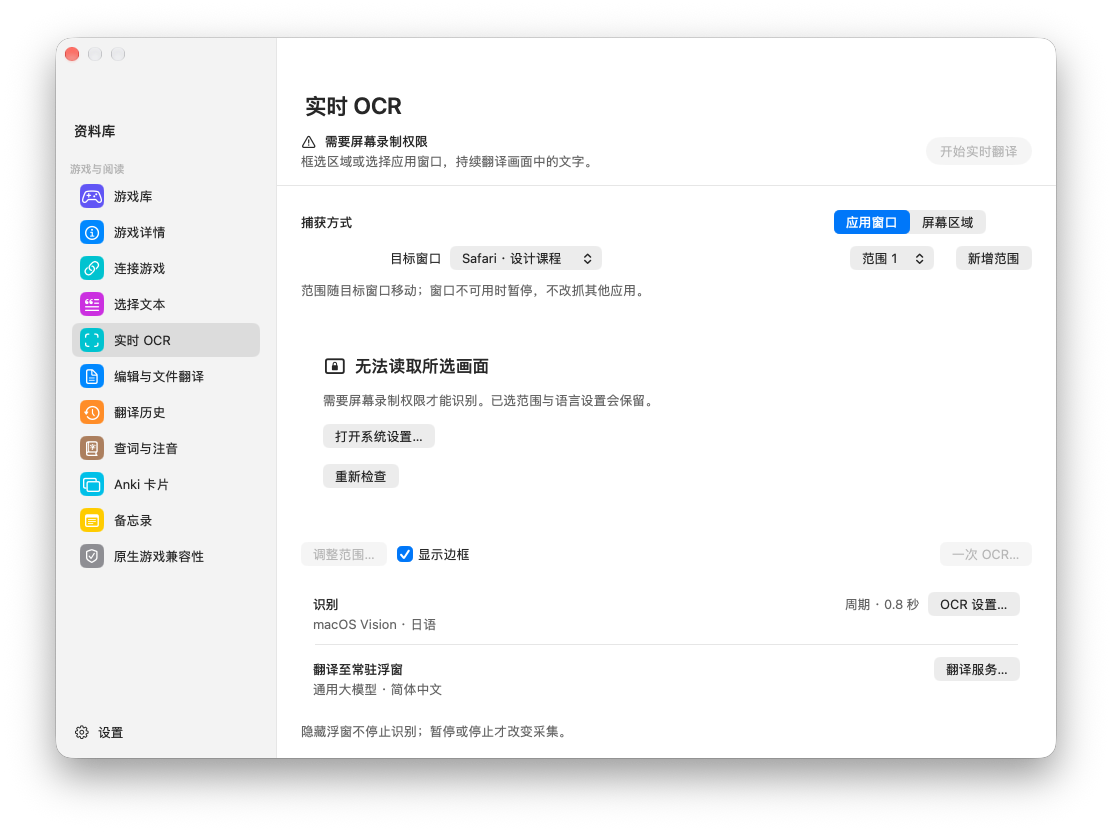 资料库
游戏与阅读
游戏库
游戏详情
连接游戏
选择文本
实时 OCR
编辑与文件翻译
翻译历史
查词与注音
Anki 卡片
备忘录
原生游戏兼容性
设置
实时 OCR
需要屏幕录制权限
框选区域或选择应用窗口，持续翻译画面中的文字。
开始实时翻译
捕获方式
应用窗口 屏幕区域
目标窗口 Safari · 设计课程 范围 1 新增范围
范围随目标窗口移动；窗口不可用时暂停，不改抓其他应用。
无法读取所选画面
需要屏幕录制权限才能识别。已选范围与语言设置会保留。
打开系统设置...
重新检查
调整范围... 显示边框 一次 OCR...
识别
macOS Vision · 日语
周期 · 0.8 秒 OCR 设置...
翻译至常驻浮窗
通用大模型 · 简体中文
翻译服务...
隐藏浮窗不停止识别；暂停或停止才改变采集。